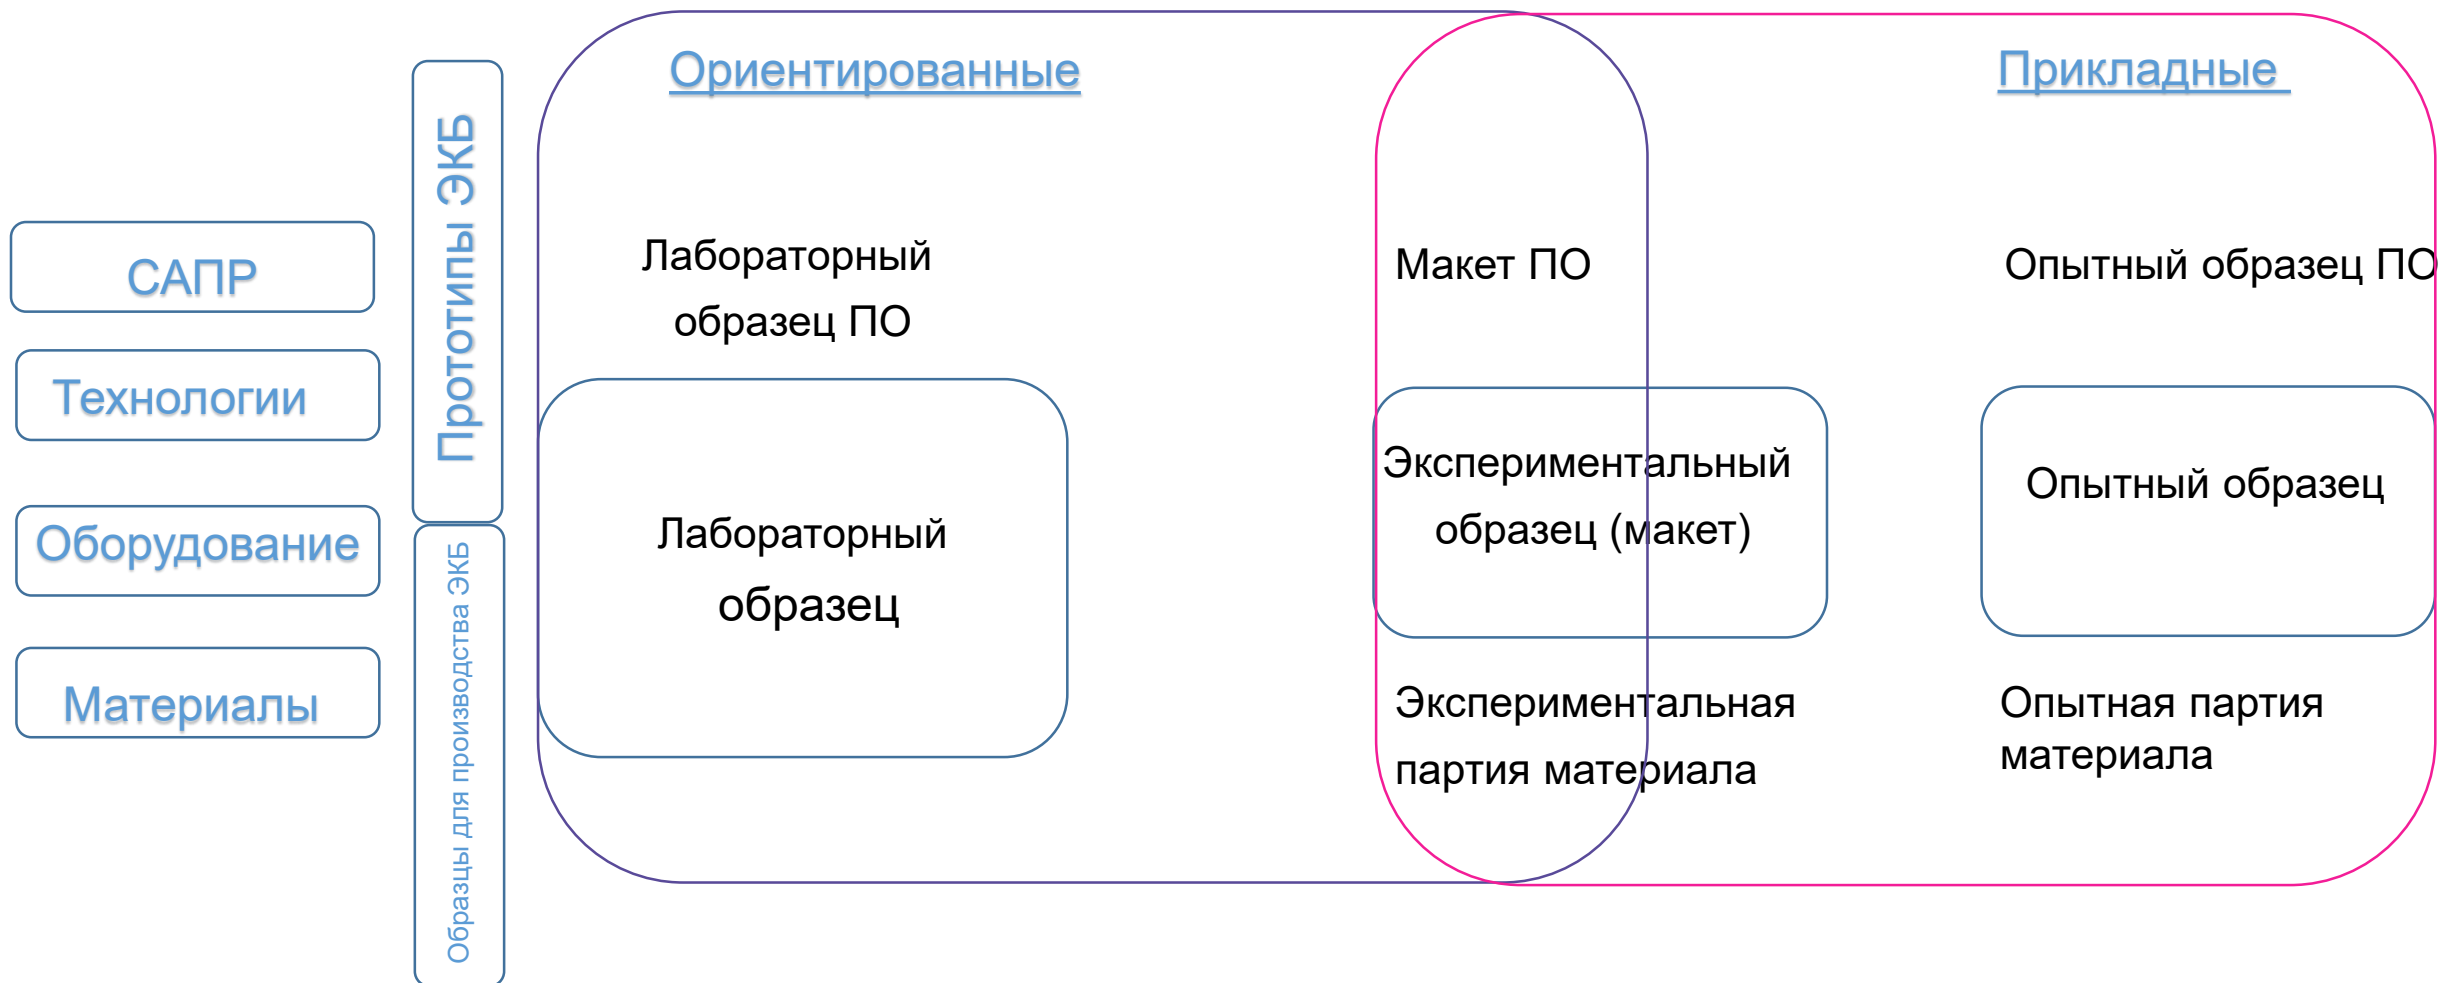 Ориентированные
Прикладные
САПР
Технологии
Оборудование
Материалы
Прототипы ЭКБ
Образцы для производства ЭКБ
Лабораторный
образец ПО
Лабораторный
образец
Макет ПО
Экспериментальный
образец (макет)
Экспериментальная
партия материала
Опытный образец ПО
Опытный образец
Опытная партия
материала